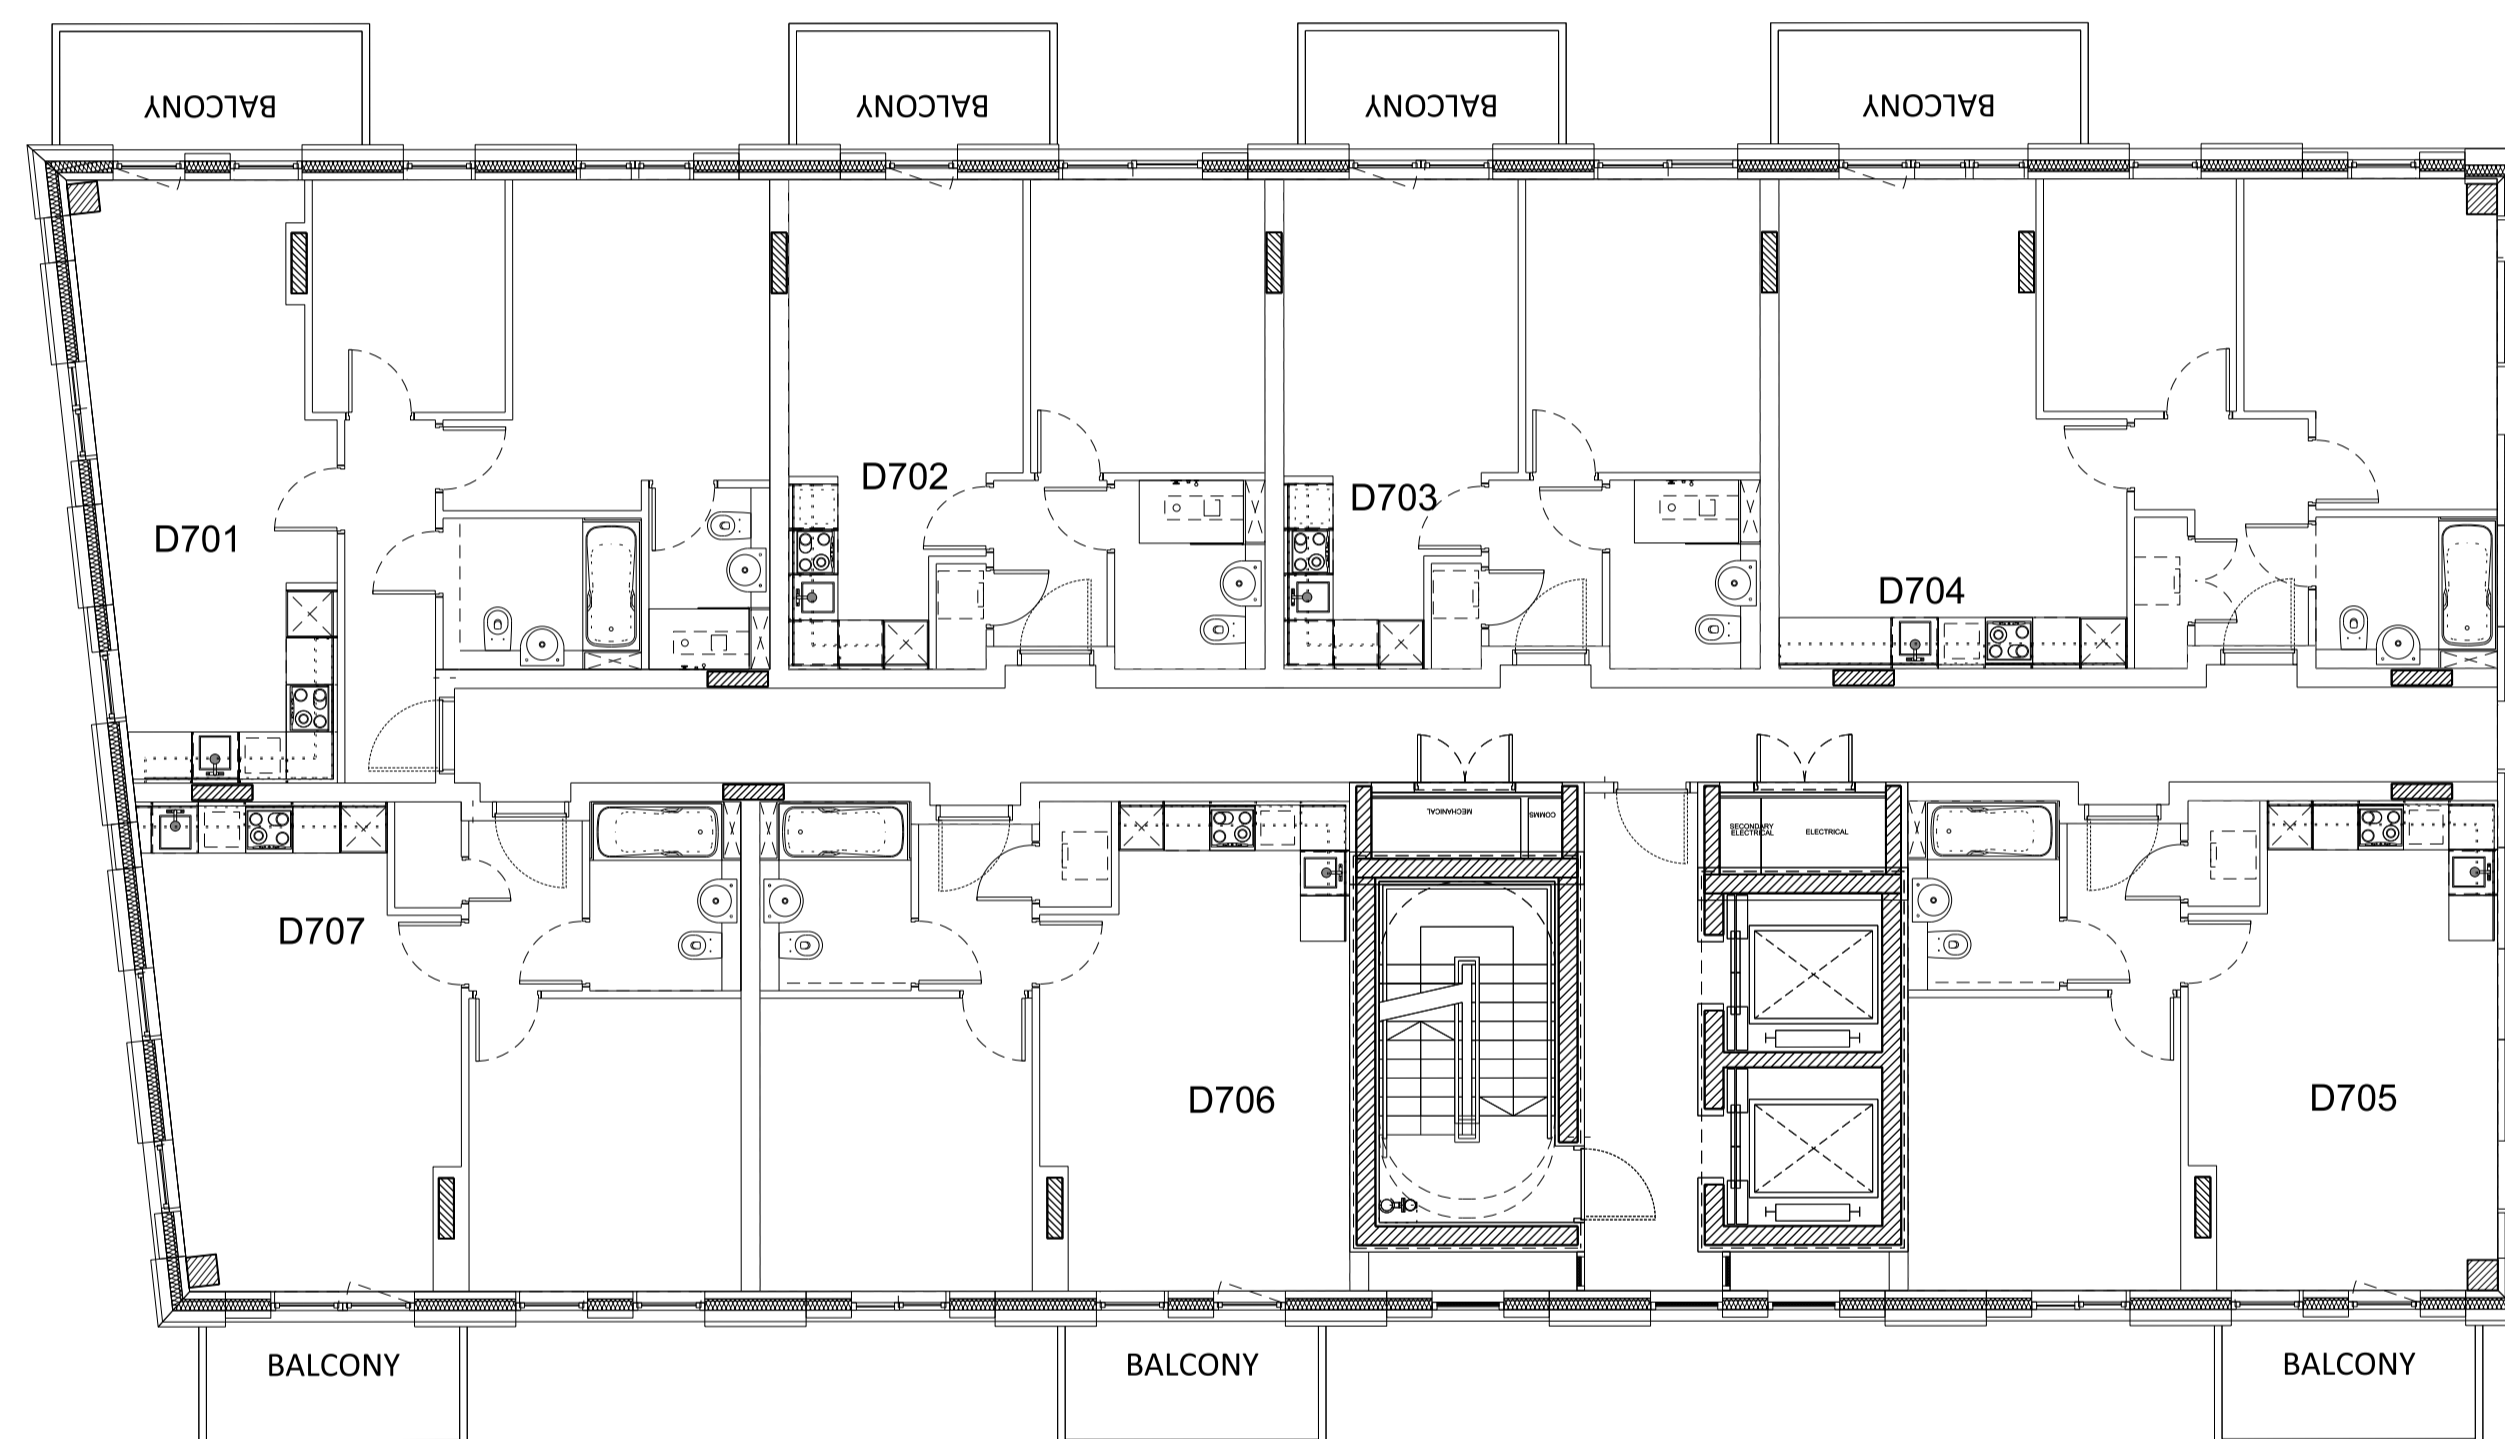 BALCONY
BALCONY
BALCONY
BALCONY
D701
D702
D703
D704
MECHANICAL
COMMS
SECONDARY
ELECTRICAL
ELECTRICAL
D707
D706
D705
BALCONY
BALCONY
BALCONY